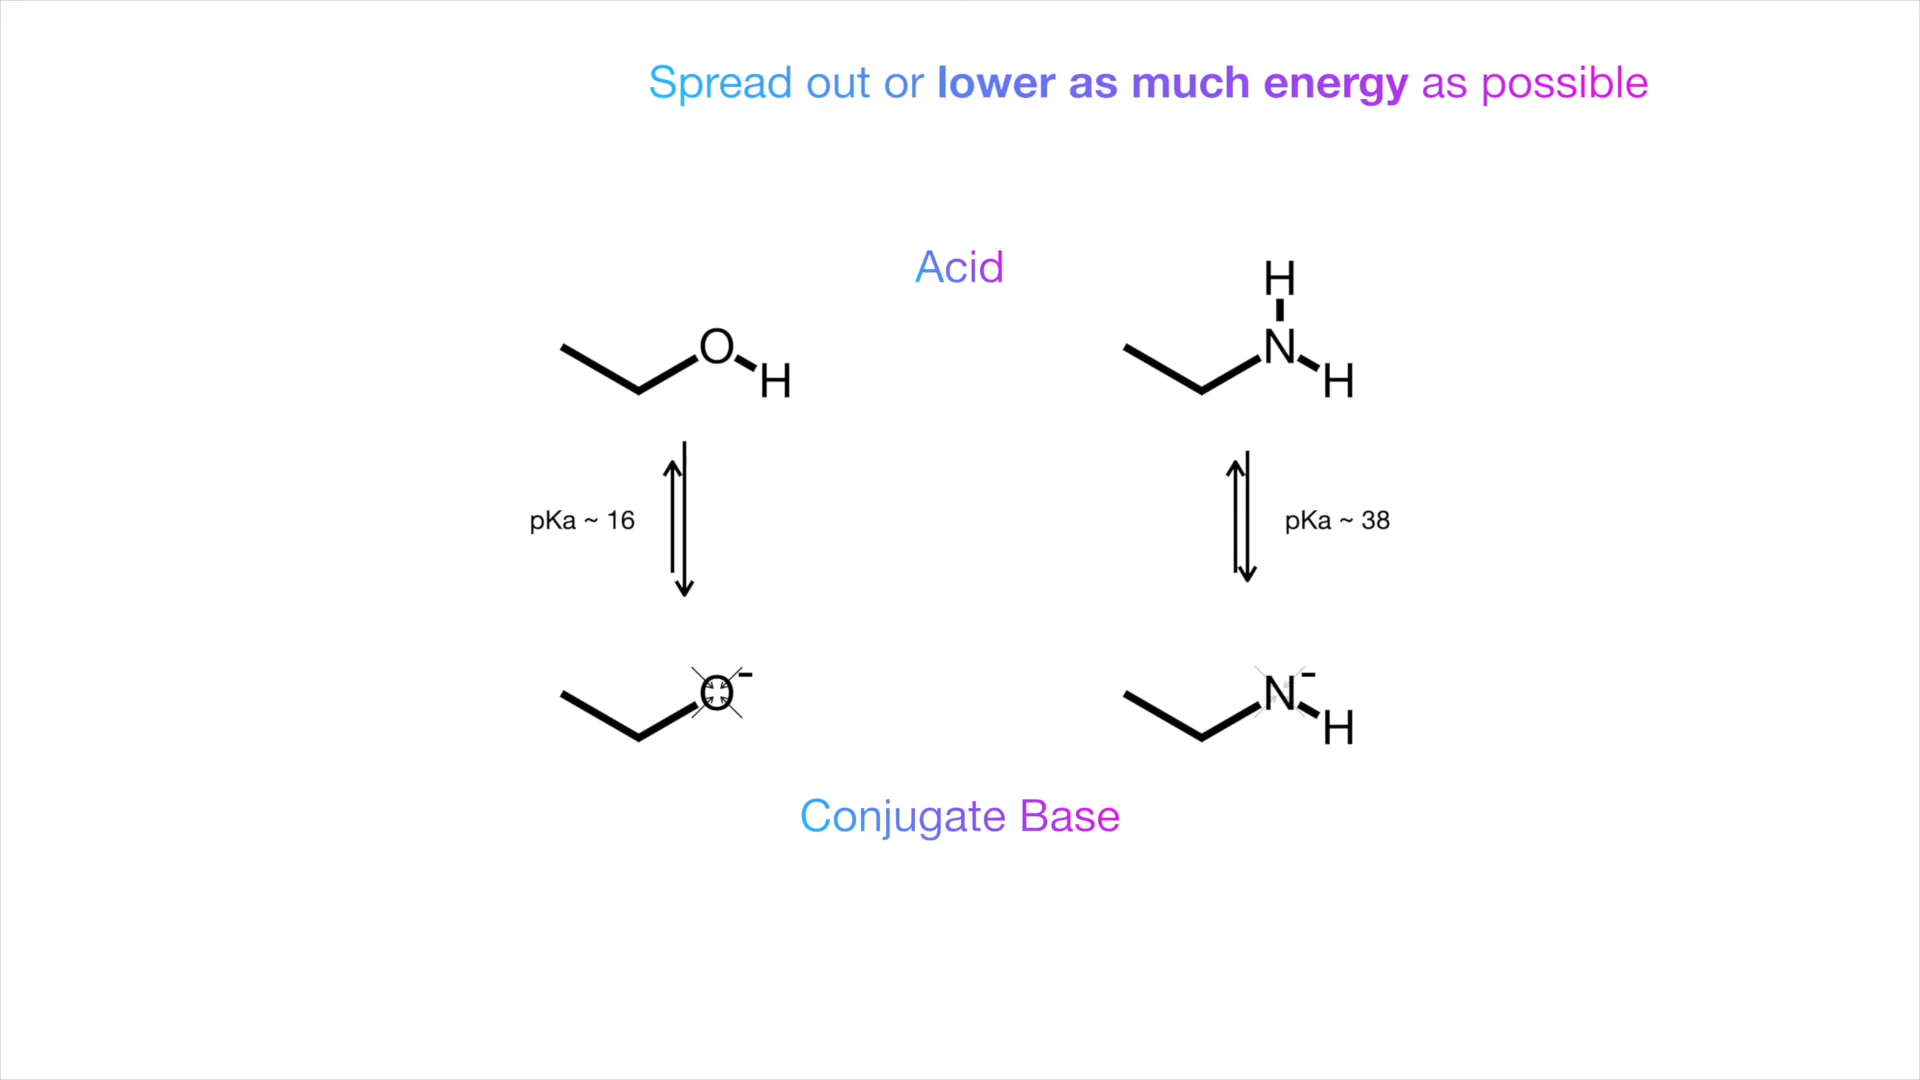 Spread out or lower as much energy as possible
Acid
H
O
H
N
H
pKa ~ 16
pKa ~ 38
O -
N -
H
Conjugate Base